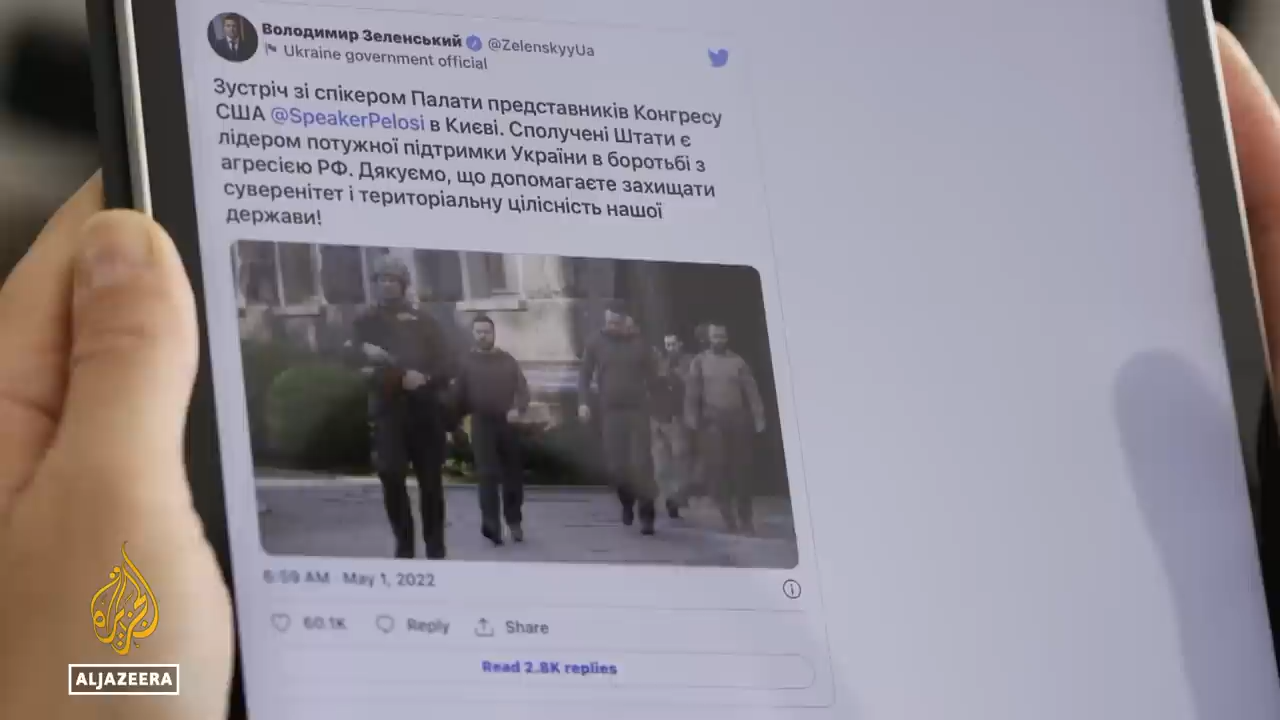 Володимир Зеленський @ZelenskyyUa
Ukraine government official
Зустріч зі спікером Палати представників Конгресу
США @SpeakerPelosi в Києві. Сполучені Штати є
лідером потужної підтримки України в боротьбі з
агресією РФ. Дякуємо, що допомагаєте захищати
суверенітет і територіальну цілісність нашої
держави!
6:59 AM · May 1, 2022
60.1K Reply Share
Read 2.8K replies
الجزيرة
ALJAZEERA